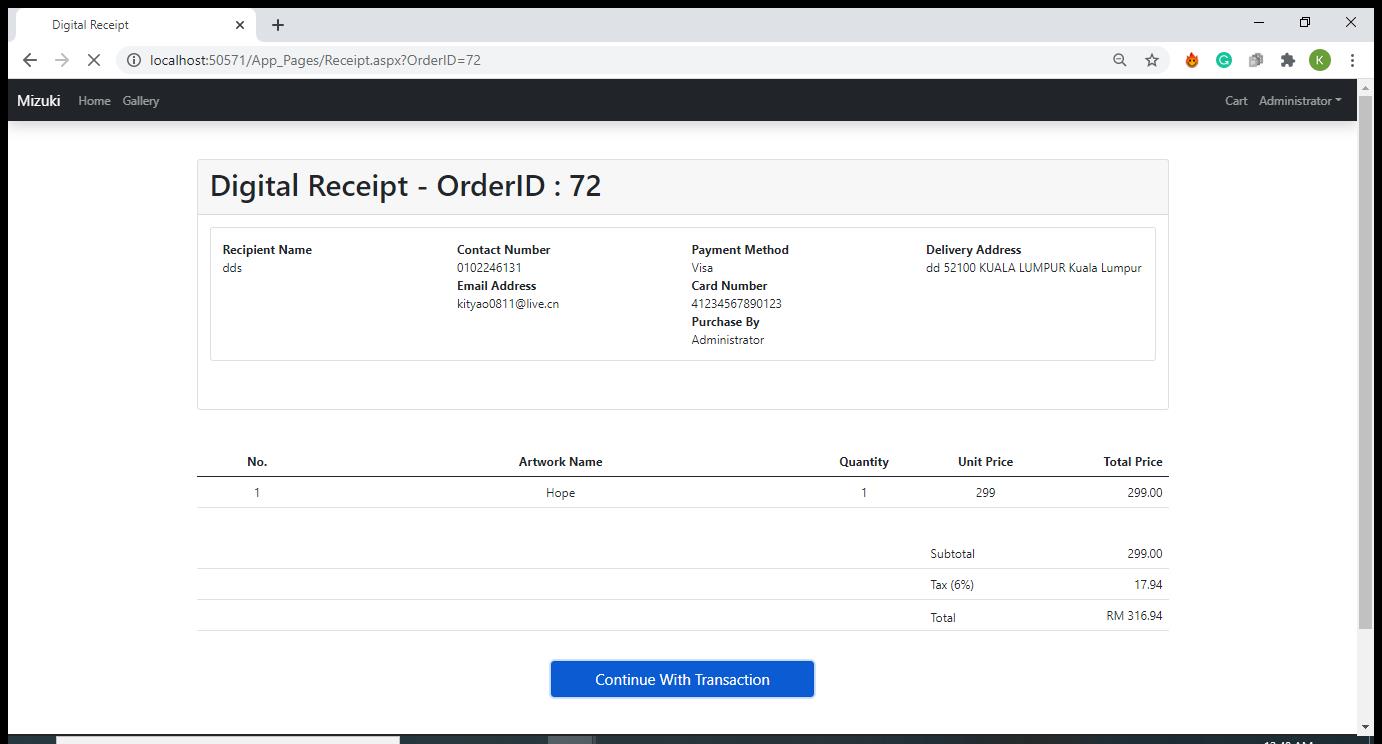 Digital Receipt
localhost:50571/App_Pages/Receipt.aspx?OrderID=72
K
Mizuki Home Gallery Cart Administrator
Digital Receipt - OrderID : 72
Recipient Name Contact Number Payment Method Delivery Address
dds 0102246131 Visa dd 52100 KUALA LUMPUR Kuala Lumpur
Email Address Card Number
kityao0811@live.cn 41234567890123
Purchase By
Administrator
No. Artwork Name Quantity Unit Price Total Price
1 Hope 1 299 299.00
Subtotal 299.00
Tax (6%) 17.94
Total RM 316.94
Continue With Transaction